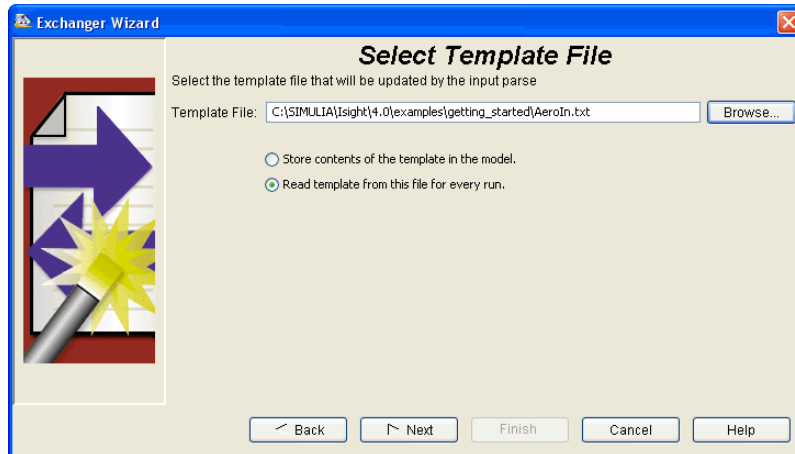 Exchanger Wizard
Select Template File
Select the template file that will be updated by the input parse
Template File: C:\SIMULIA\Isight\4.0\examples\getting_started\AeroIn.txt Browse...
Store contents of the template in the model.
Read template from this file for every run.
Back Next Finish Cancel Help